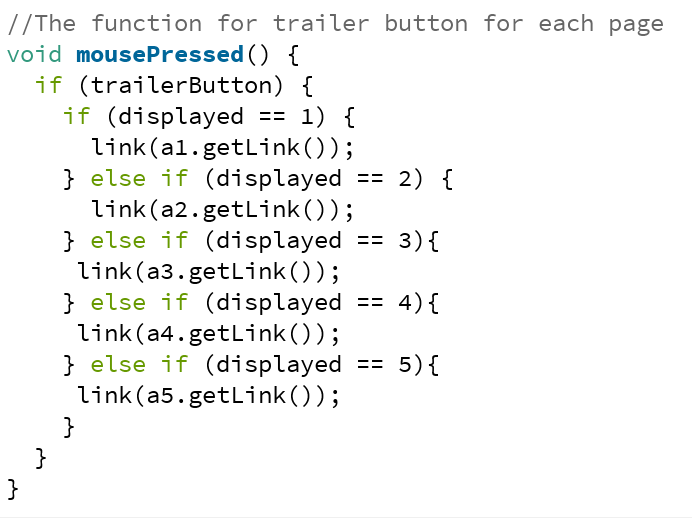 //The function for trailer button for each page
void mousePressed() {
  if (trailerButton) {
    if (displayed == 1) {
      link(a1.getLink());
    } else if (displayed == 2) {
      link(a2.getLink());
    } else if (displayed == 3){
     link(a3.getLink());
    } else if (displayed == 4){
     link(a4.getLink());
    } else if (displayed == 5){
     link(a5.getLink());
    }
  }
}